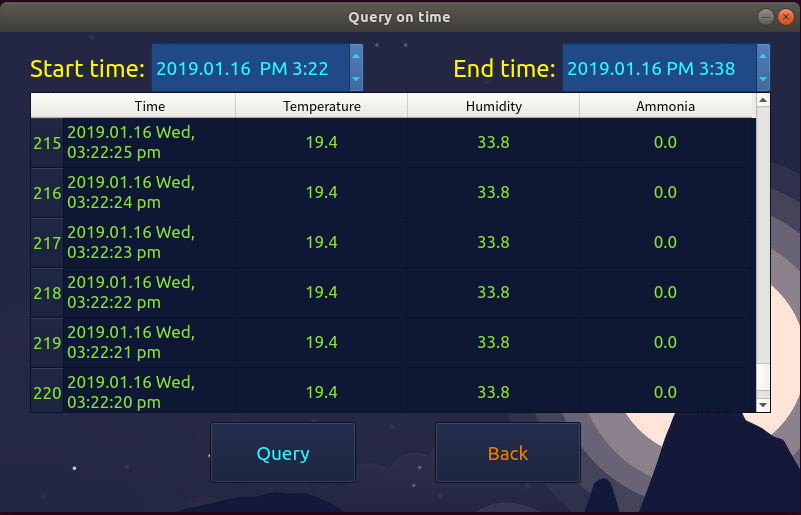 Query on time
Start time: 2019.01.16  PM 3:22 End time: 2019.01.16 PM 3:38
Time Temperature Humidity Ammonia
215 2019.01.16 Wed, 19.4 33.8 0.0
03:22:25 pm
216 2019.01.16 Wed, 19.4 33.8 0.0
03:22:24 pm
217 2019.01.16 Wed, 19.4 33.8 0.0
03:22:23 pm
218 2019.01.16 Wed, 19.4 33.8 0.0
03:22:22 pm
219 2019.01.16 Wed, 19.4 33.8 0.0
03:22:21 pm
220 2019.01.16 Wed, 19.4 33.8 0.0
03:22:20 pm
Query Back